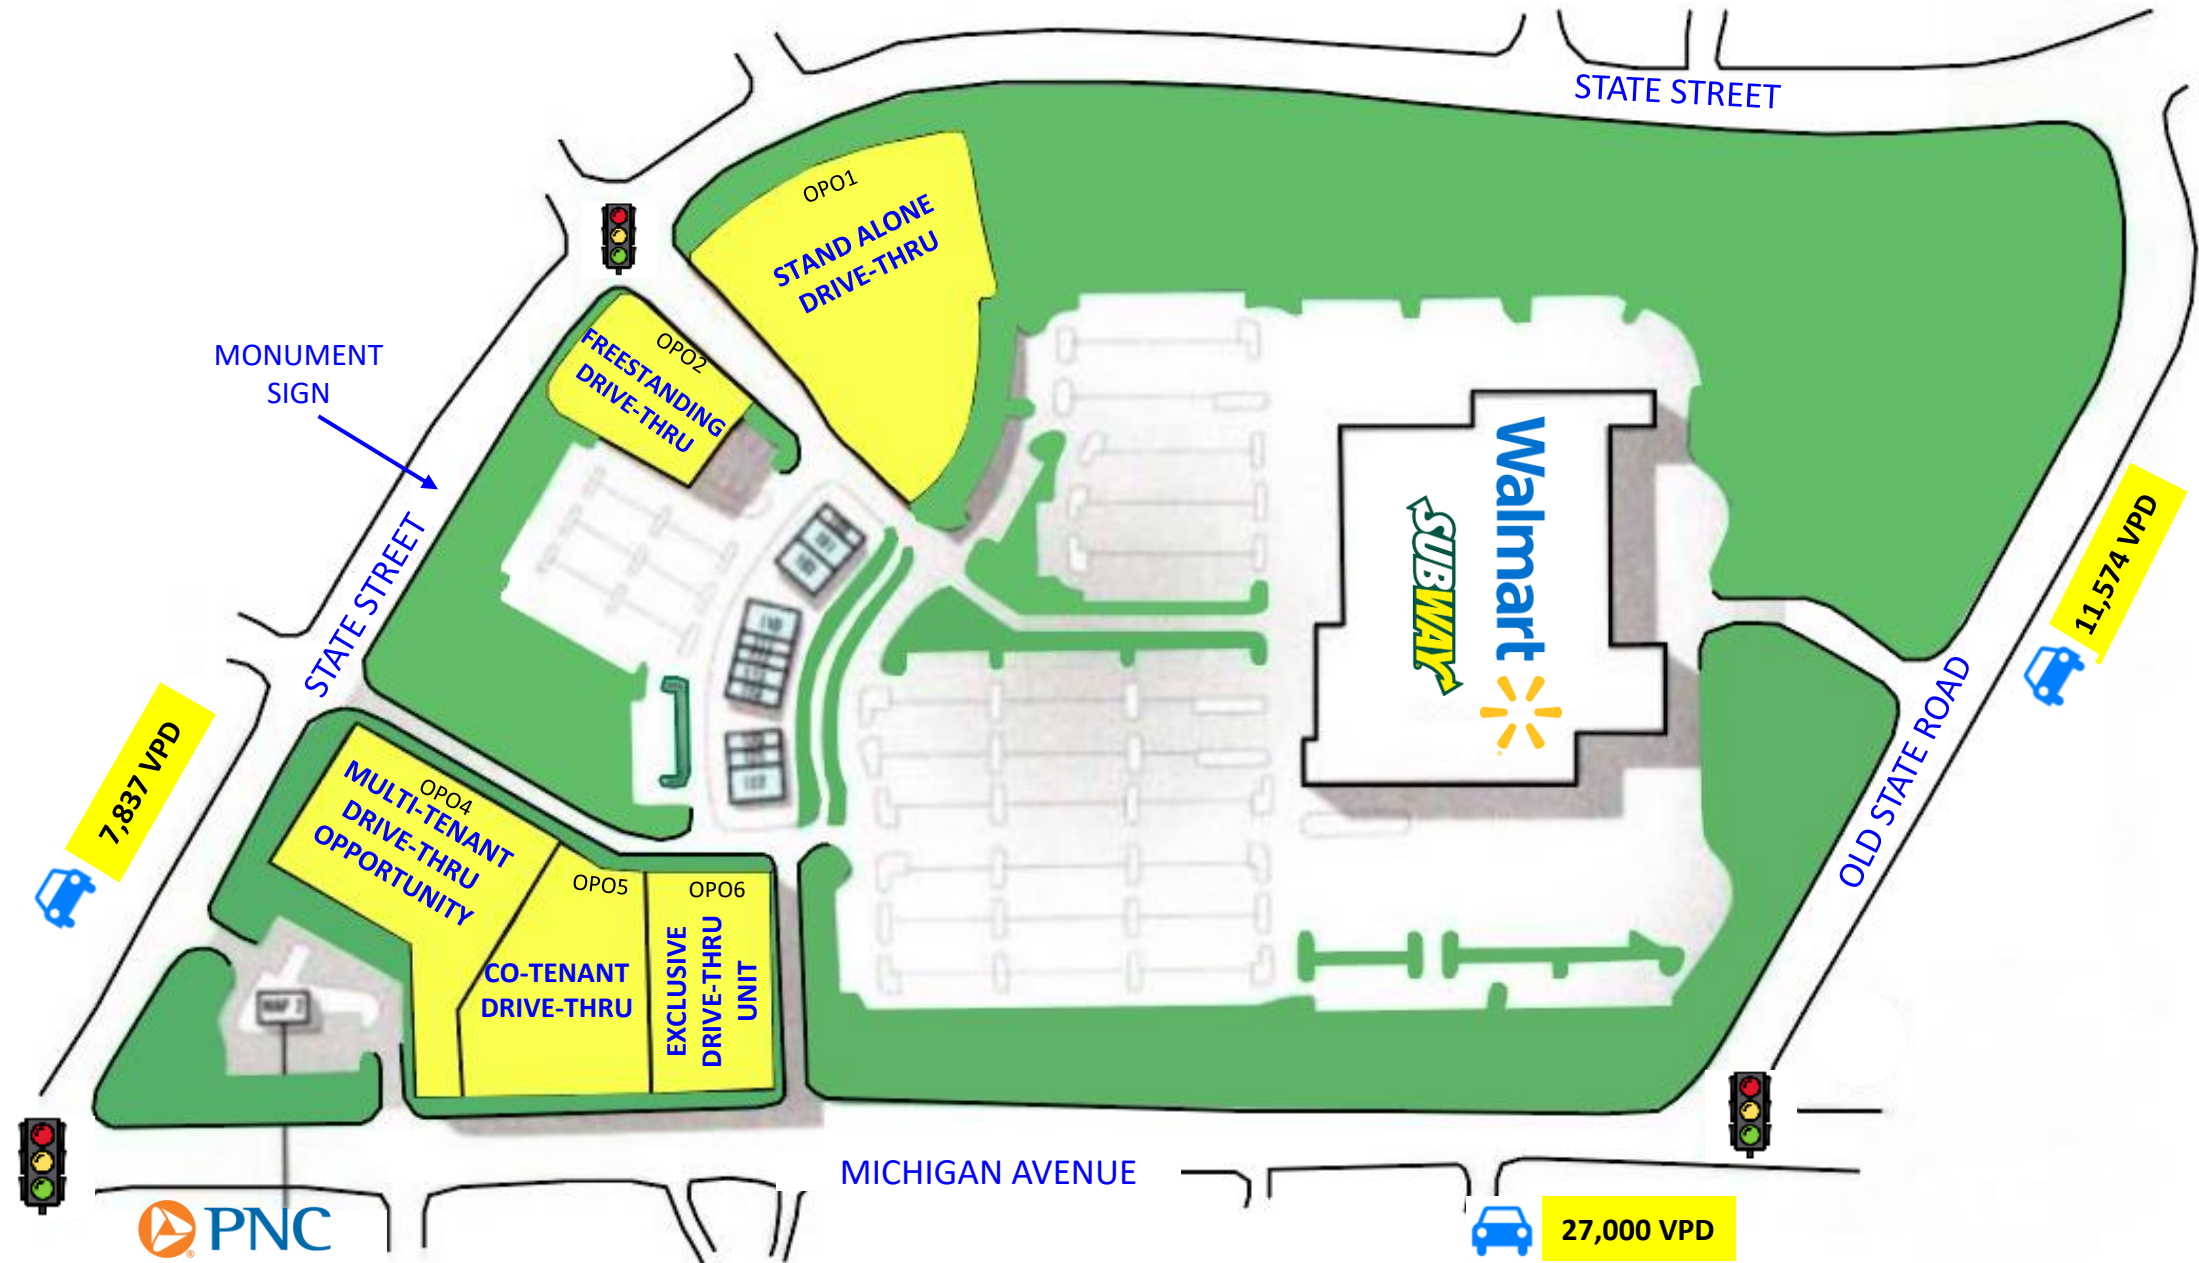 STATE STREET
OPO1
STAND ALONE
DRIVE-THRU
OPO2
FREESTANDING
DRIVE-THRU
MONUMENT
SIGN
STATE STREET
7,837 VPD
Walmart
SUBWAY
11,574 VPD
OLD STATE ROAD
OPO4
MULTI-TENANT
DRIVE-THRU
OPPORTUNITY
OPO5
CO-TENANT
DRIVE-THRU
OPO6
EXCLUSIVE
DRIVE-THRU
UNIT
MICHIGAN AVENUE
PNC
27,000 VPD